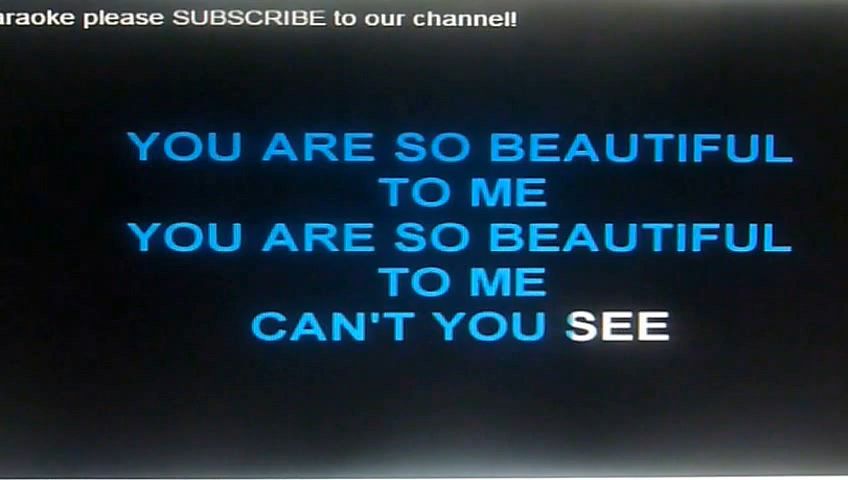 please SUBSCRIBE to our channel!
YOU ARE SO BEAUTIFUL
TO ME
YOU ARE SO BEAUTIFUL
TO ME
CAN'T YOU SEE